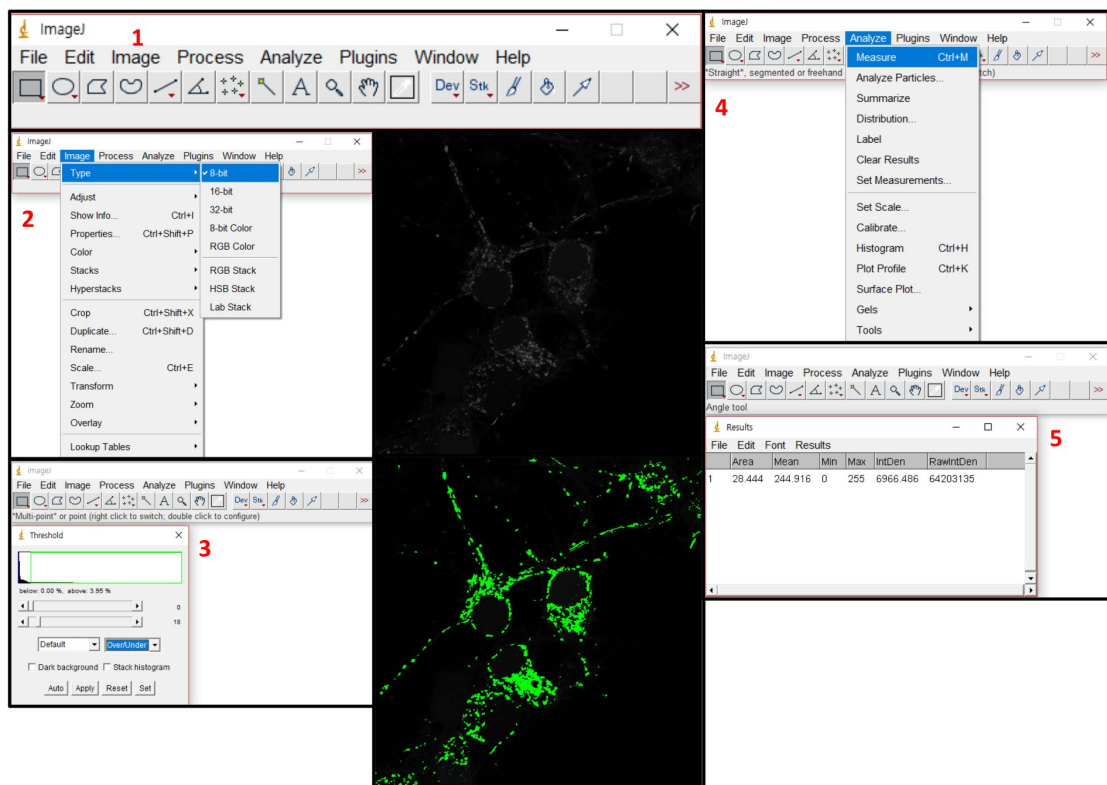 ImageJ
1
File Edit Image Process Analyze Plugins Window Help
A Dev Stk >>
ImageJ
File Edit Image Process Analyze Plugins Window Help
>>
2
Type
Adjust
Show Info... Ctrl+I
Properties... Ctrl+Shift+P
Color
Stacks
Hyperstacks
Crop Ctrl+Shift+X
Duplicate... Ctrl+Shift+D
Rename...
Scale... Ctrl+E
Transform
Zoom
Overlay
Lookup Tables
8-bit
16-bit
32-bit
8-bit Color
RGB Color
RGB Stack
HSB Stack
Lab Stack
ImageJ
File Edit Image Process Analyze Plugins Window Help
A Dev Stk >>
*Multi-point* or point (right click to switch; double click to configure)
3
Threshold
below: 0.00 %, above: 3.95 %
0
18
Default Over/Under
Dark background Stack histogram
Auto Apply Reset Set
ImageJ
File Edit Image Process Analyze Plugins Window Help
>>
*Straight*, segmented or freehand
4
Measure Ctrl+M
Analyze Particles...
Summarize
Distribution...
Label
Clear Results
Set Measurements...
Set Scale...
Calibrate...
Histogram Ctrl+H
Plot Profile Ctrl+K
Surface Plot...
Gels
Tools
ImageJ
File Edit Image Process Analyze Plugins Window Help
A Dev Stk >>
Angle tool
5
Results
File Edit Font Results
Area Mean Min Max IntDen RawIntDen
1 28.444 244.916 0 255 6966.486 64203135